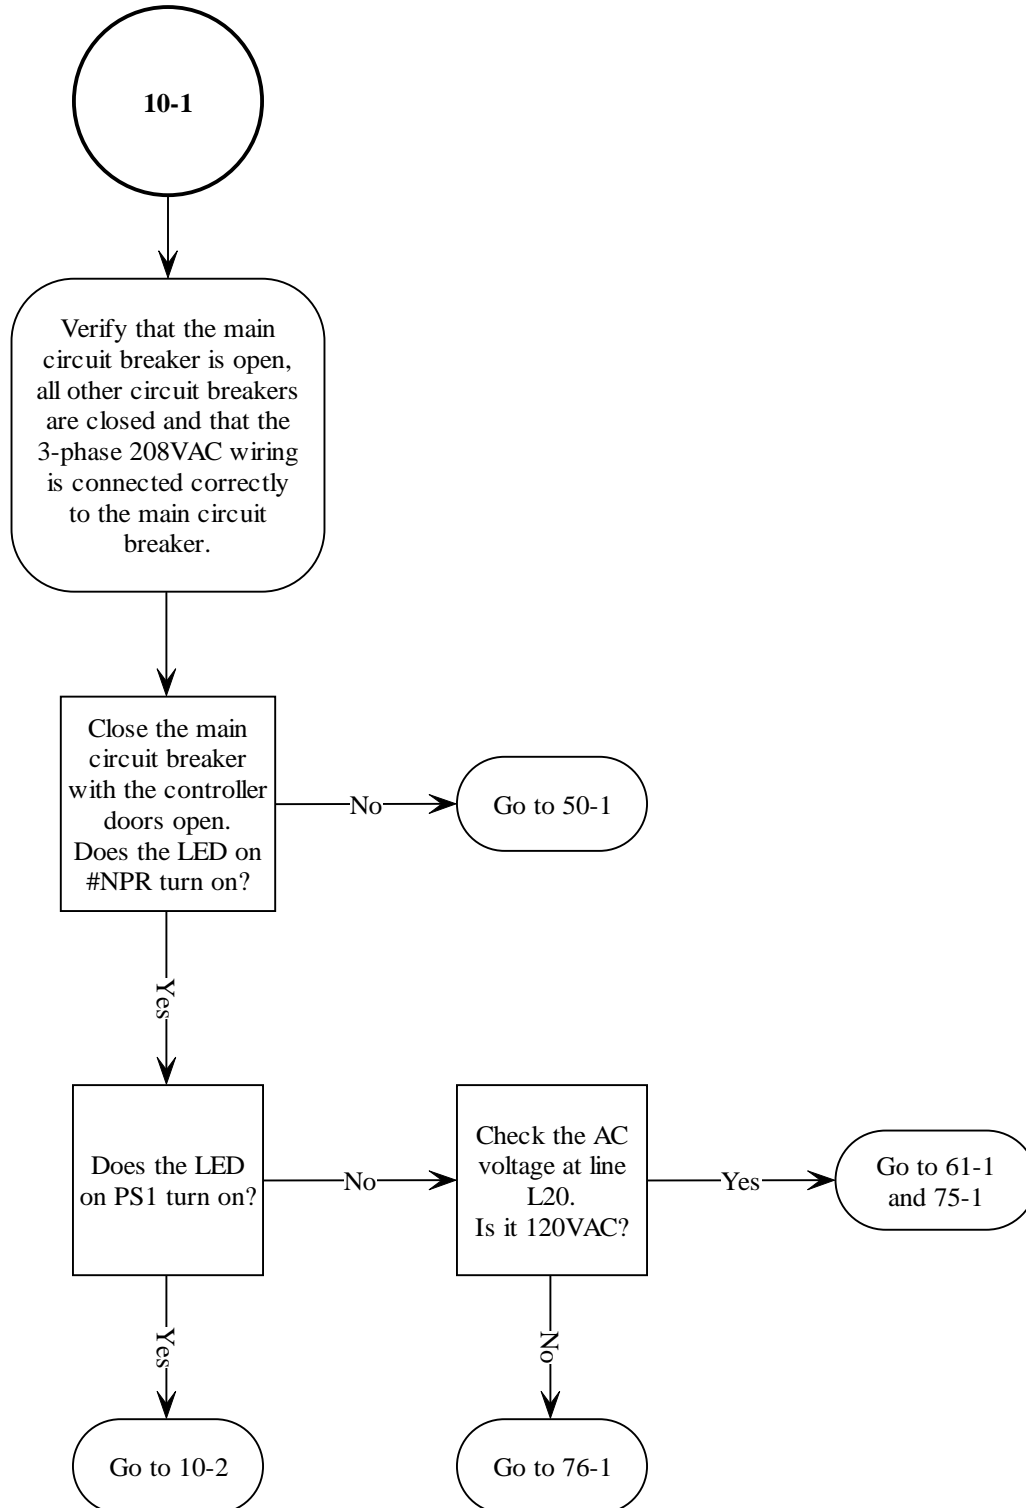 10-1
Verify that the main
circuit breaker is open,
all other circuit breakers
are closed and that the
3-phase 208VAC wiring
is connected correctly
to the main circuit
breaker.
Close the main
circuit breaker
with the controller
doors open.
Does the LED on
#NPR turn on?
No
Go to 50-1
Yes
Does the LED
on PS1 turn on?
No
Check the AC
voltage at line
L20.
Is it 120VAC?
Yes
Go to 61-1
and 75-1
Yes
No
Go to 10-2
Go to 76-1